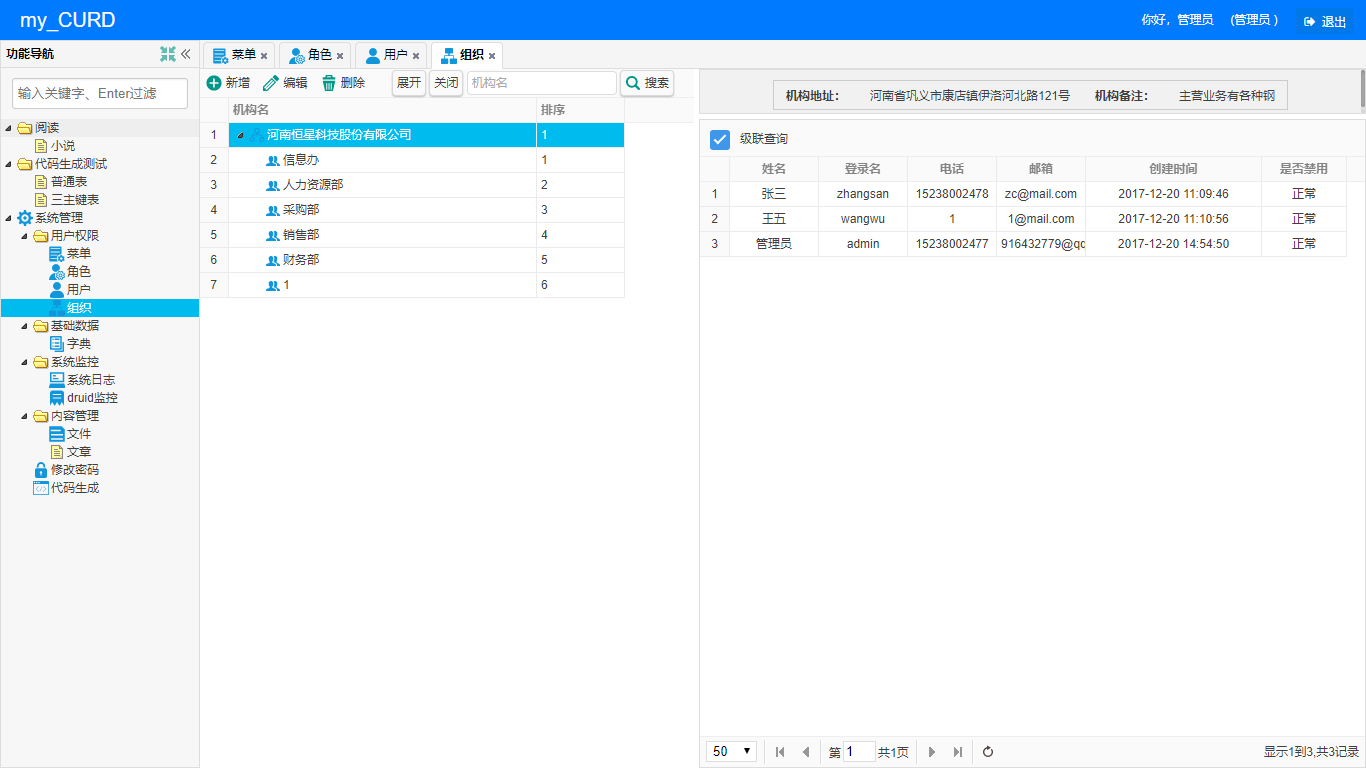 my_CURD
你好，管理员 (管理员 ) 退出
功能导航
输入关键字、Enter过滤
阅读
小说
代码生成测试
普通表
三主键表
系统管理
用户权限
菜单
角色
用户
组织
基础数据
字典
系统监控
系统日志
druid监控
内容管理
文件
文章
修改密码
代码生成
菜单 角色 用户 组织
新增 编辑 删除 展开 关闭 机构名 搜索
机构名 排序
1 河南恒星科技股份有限公司 1
2 信息办 1
3 人力资源部 2
4 采购部 3
5 销售部 4
6 财务部 5
7 1 6
机构地址： 河南省巩义市康店镇伊洛河北路121号 机构备注： 主营业务有各种钢
级联查询
姓名 登录名 电话 邮箱 创建时间 是否禁用
1 张三 zhangsan 15238002478 zc@mail.com 2017-12-20 11:09:46 正常
2 王五 wangwu 1 1@mail.com 2017-12-20 11:10:56 正常
3 管理员 admin 15238002477 916432779@qq 2017-12-20 14:54:50 正常
50 第 1 共1页 显示1到3,共3记录